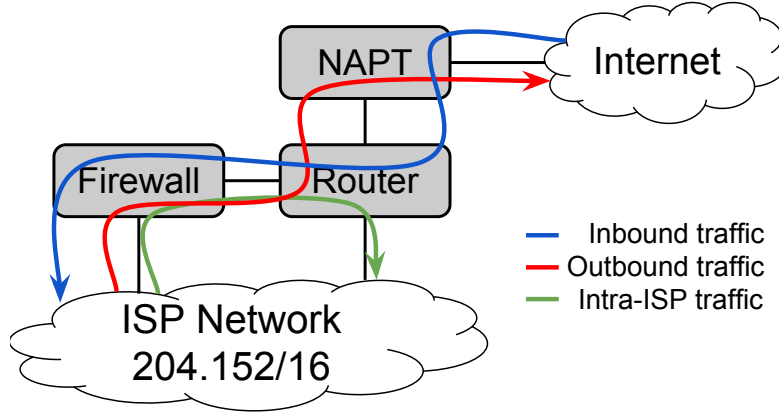 NAPT
Internet
Firewall
Router
Inbound traffic
Outbound traffic
Intra-ISP traffic
ISP Network
204.152/16